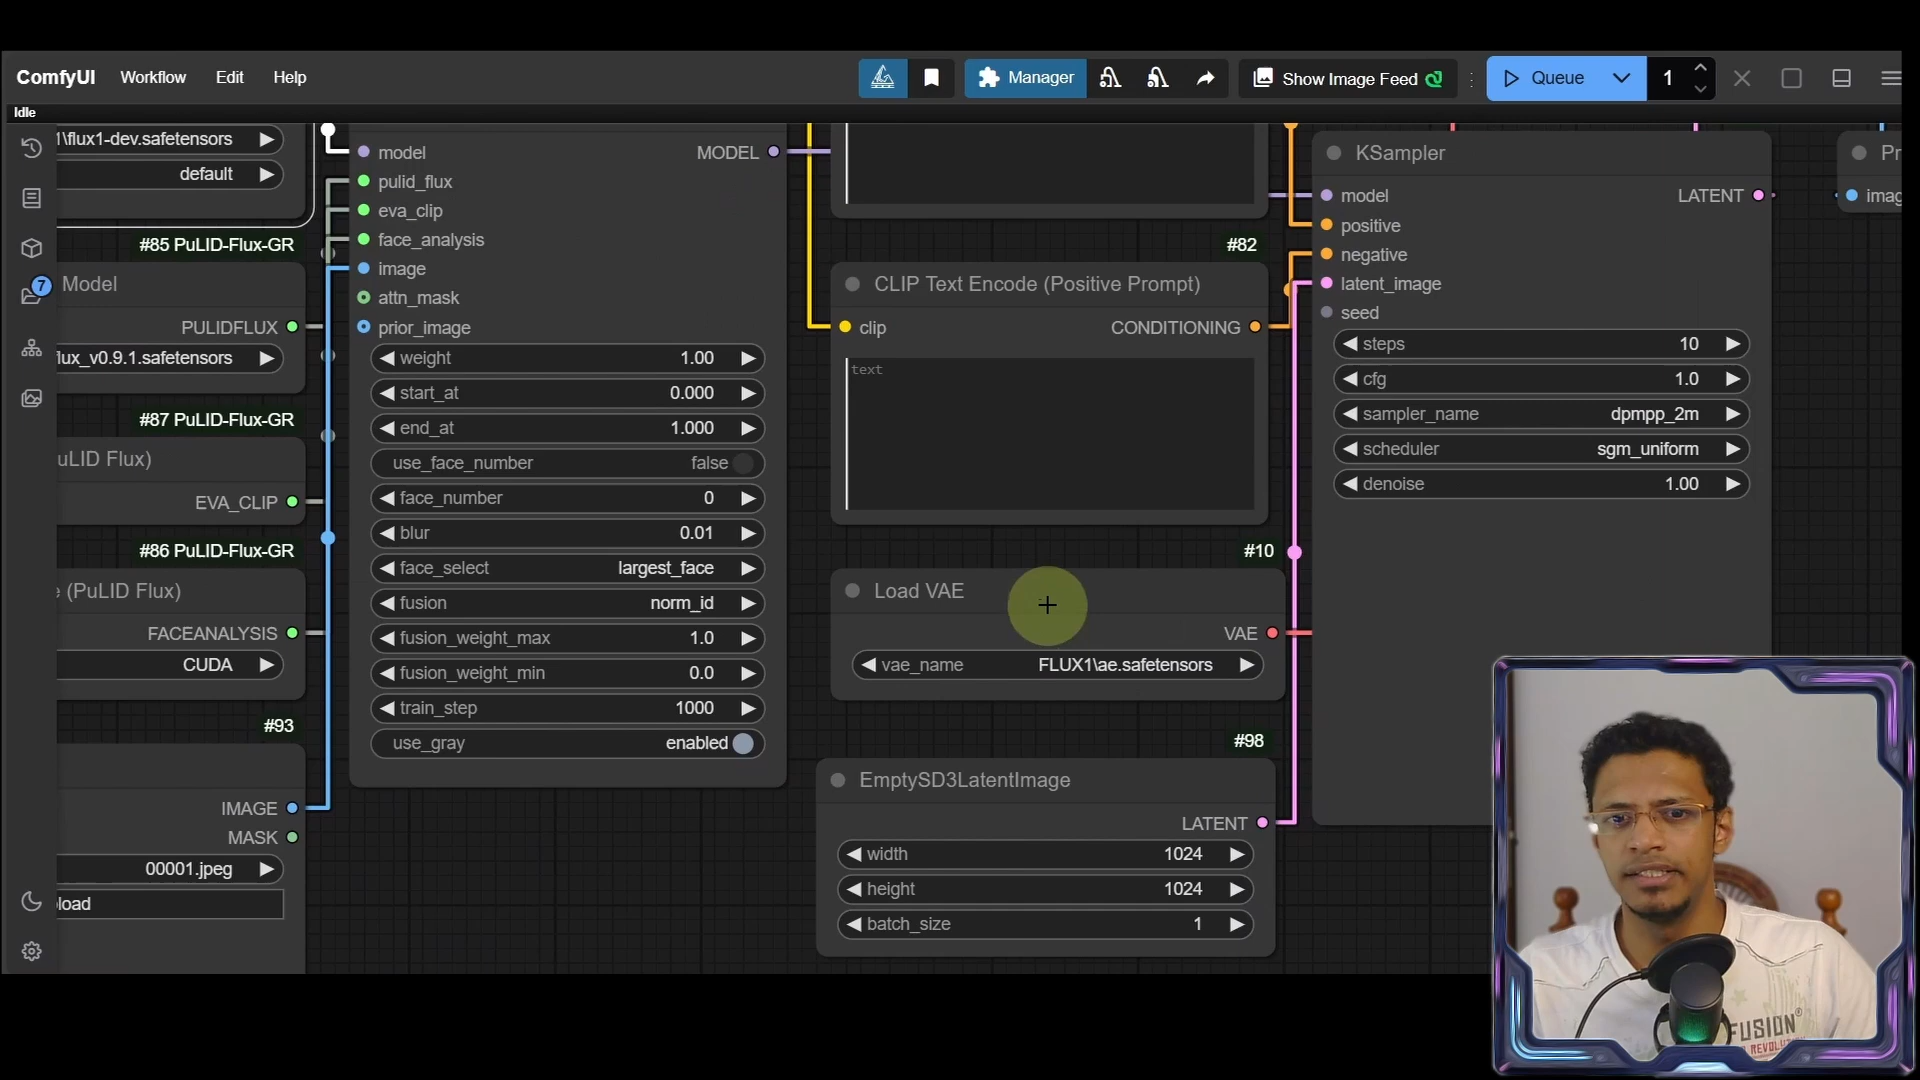 ComfyUI Workflow Edit Help Manager Show Image Feed Queue 1
Idle
1\flux1-dev.safetensors
default
#85 PuLID-Flux-GR
Model
PULIDFLUX
flux_v0.9.1.safetensors
#87 PuLID-Flux-GR
uLID Flux)
EVA_CLIP
#86 PuLID-Flux-GR
e (PuLID Flux)
FACEANALYSIS
CUDA
#93
IMAGE
MASK
00001.jpeg
load
7
model MODEL
pulid_flux
eva_clip
face_analysis
image
attn_mask
prior_image
weight 1.00
start_at 0.000
end_at 1.000
use_face_number false
face_number 0
blur 0.01
face_select largest_face
fusion norm_id
fusion_weight_max 1.0
fusion_weight_min 0.0
train_step 1000
use_gray enabled
#82
CLIP Text Encode (Positive Prompt)
clip CONDITIONING
text
#10
Load VAE
VAE
vae_name FLUX1\ae.safetensors
#98
EmptySD3LatentImage
LATENT
width 1024
height 1024
batch_size 1
KSampler
model LATENT
positive
negative
latent_image
seed
steps 10
cfg 1.0
sampler_name dpmpp_2m
scheduler sgm_uniform
denoise 1.00
Pr
imag
FUSION®
REVOLUTION